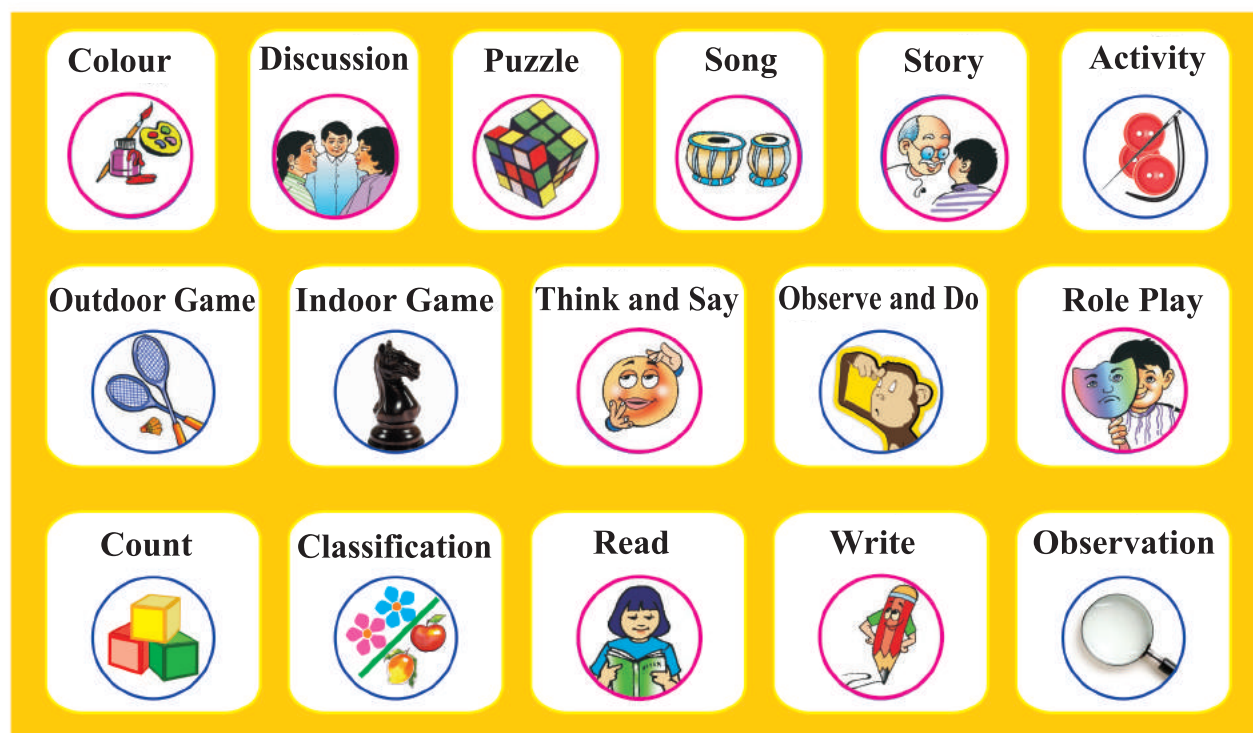 Colour
Discussion
Puzzle
Song
Story
Activity
Outdoor Game
Indoor Game
Think and Say
Observe and Do
Role Play
Count
Classification
Read
Write
Observation